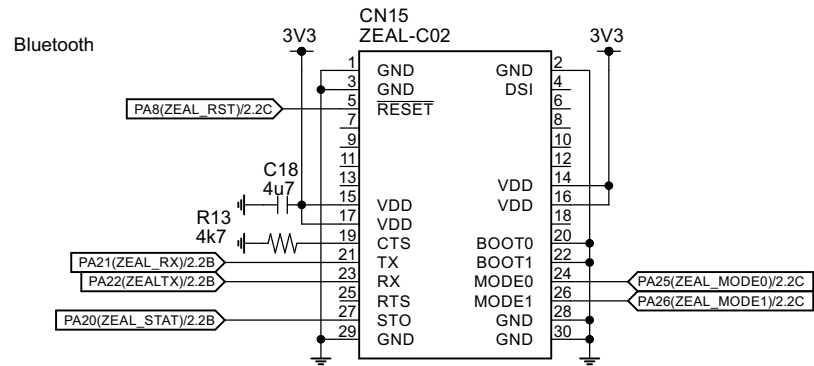 CN15
ZEAL-C02
Bluetooth
3V3
3V3
1 GND GND 2
3 GND DSI 4
PA8(ZEAL_RST)/2.2C 5 RESET 6
7 8
9 10
11 12
C18 13 VDD 14
4u7 15 VDD VDD 16
R13 17 VDD 18
4k7 19 CTS BOOT0 20
PA21(ZEAL_RX)/2.2B 21 TX BOOT1 22
PA22(ZEALTX)/2.2B 23 RX MODE0 24 PA25(ZEAL_MODE0)/2.2C
25 RTS MODE1 26 PA26(ZEAL_MODE1)/2.2C
PA20(ZEAL_STAT)/2.2B 27 STO GND 28
29 GND GND 30